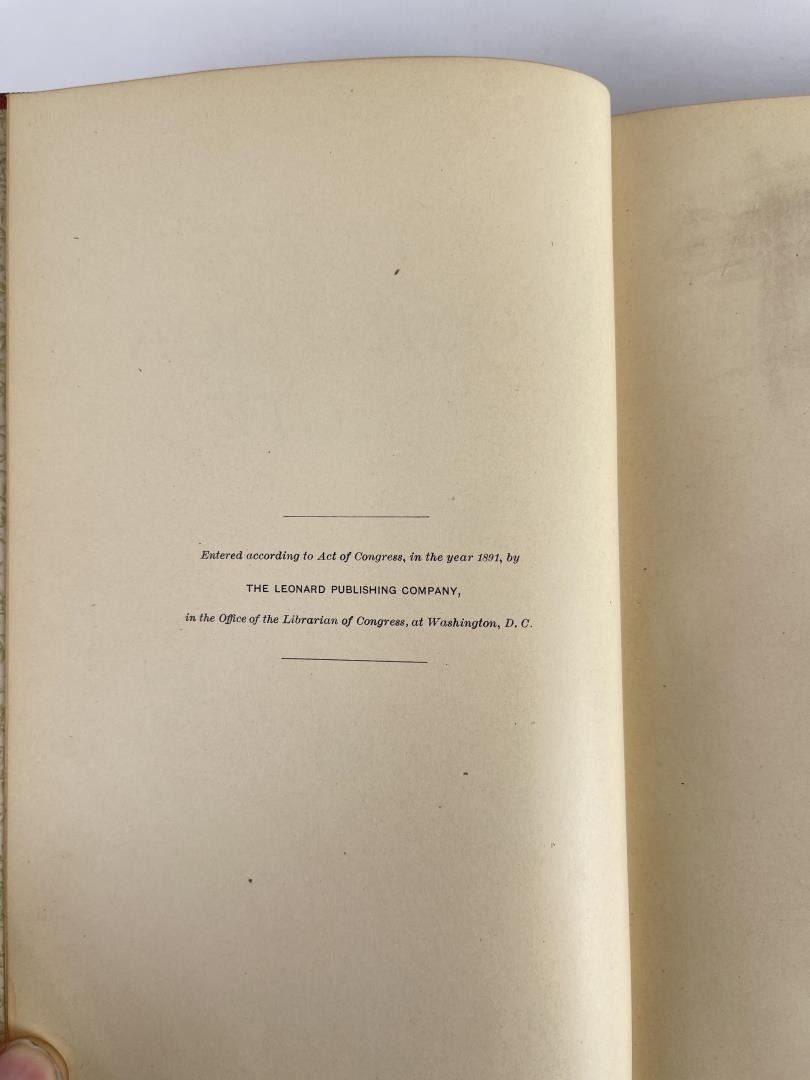 Entered according to Act of Congress, in the year 1891, by
THE LEONARD PUBLISHING COMPANY,
in the Office of the Librarian of Congress, at Washington, D. C.